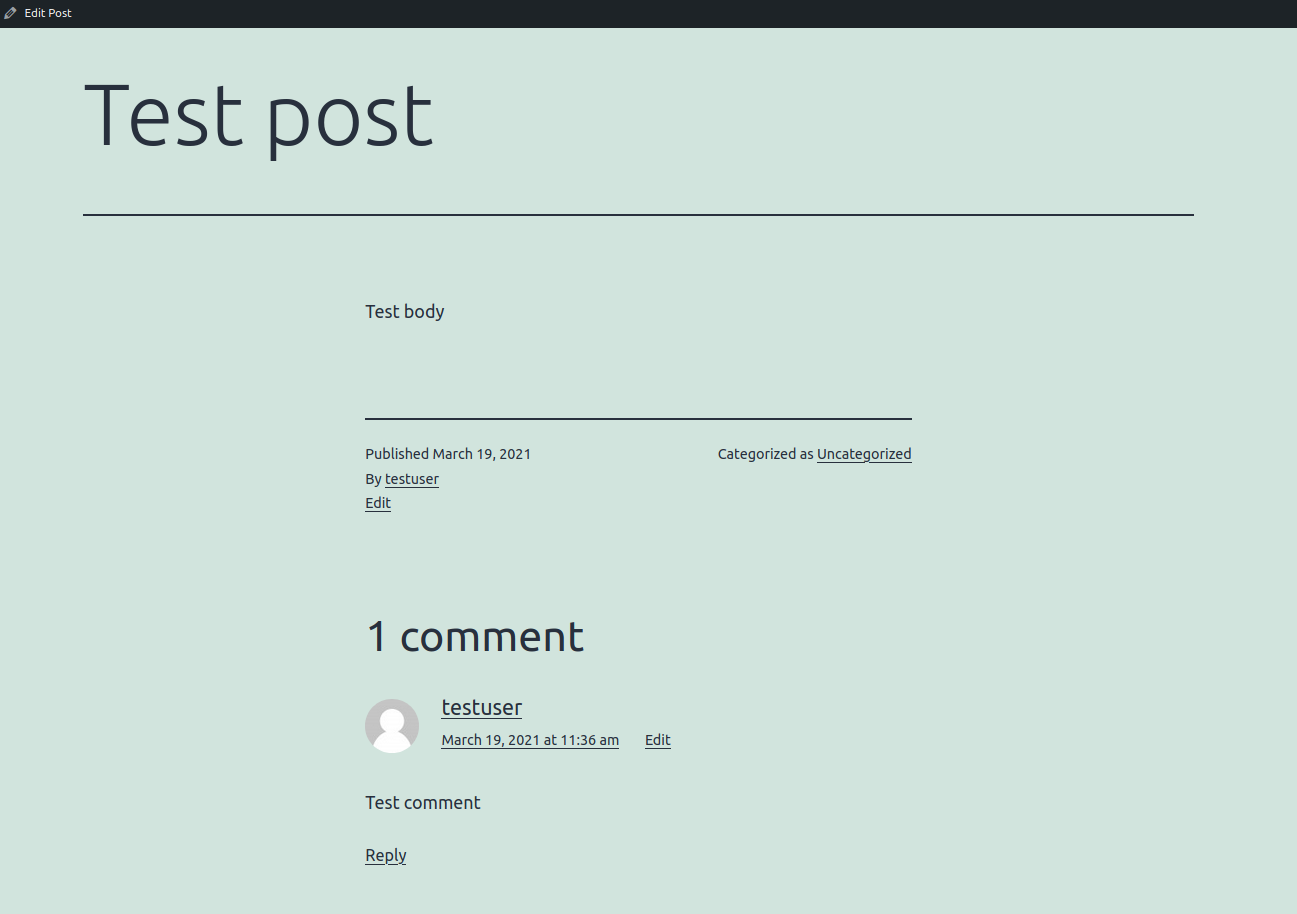 Edit Post
Test post
Test body
Published March 19, 2021
Categorized as Uncategorized
By testuser
Edit
1 comment
testuser
March 19, 2021 at 11:36 am Edit
Test comment
Reply